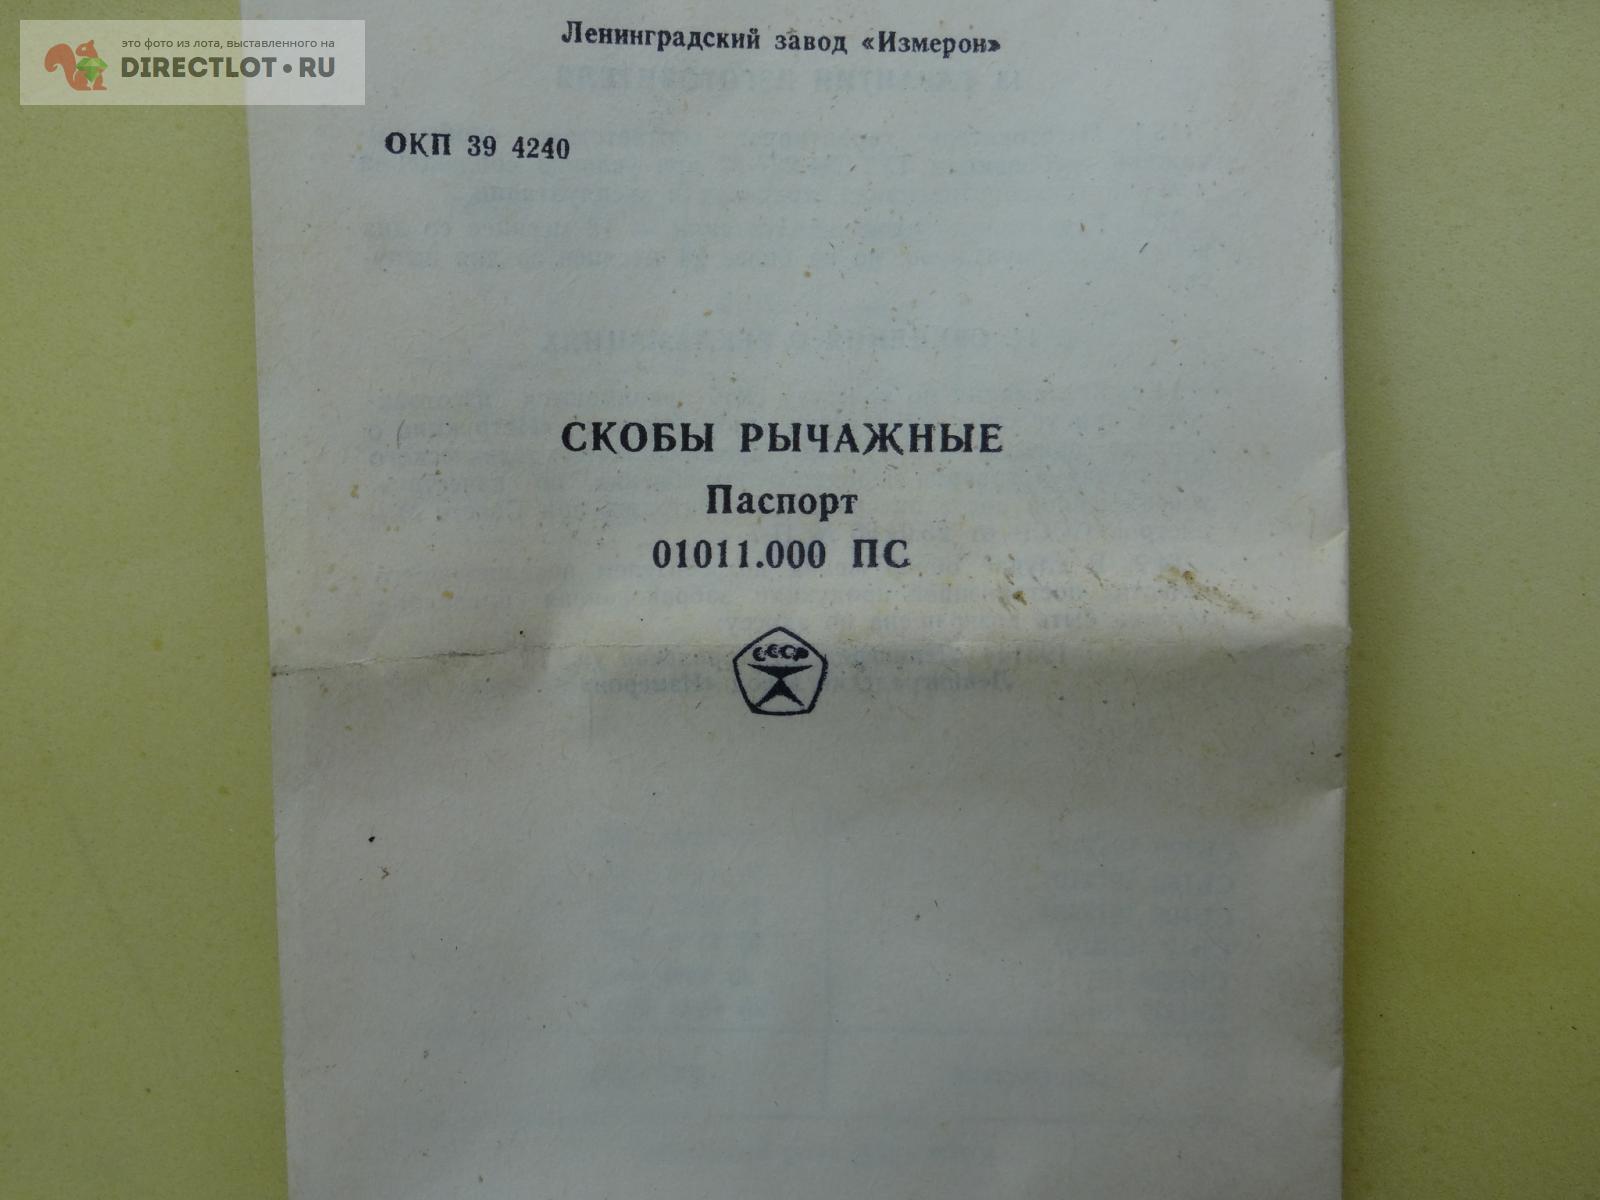 это фото из лота, выставленного на
DIRECTLOT•RU
Ленинградский завод «Измерон»
ОКП 39 4240
СКОБЫ РЫЧАЖНЫЕ
Паспорт
01011.000 ПС
СССР